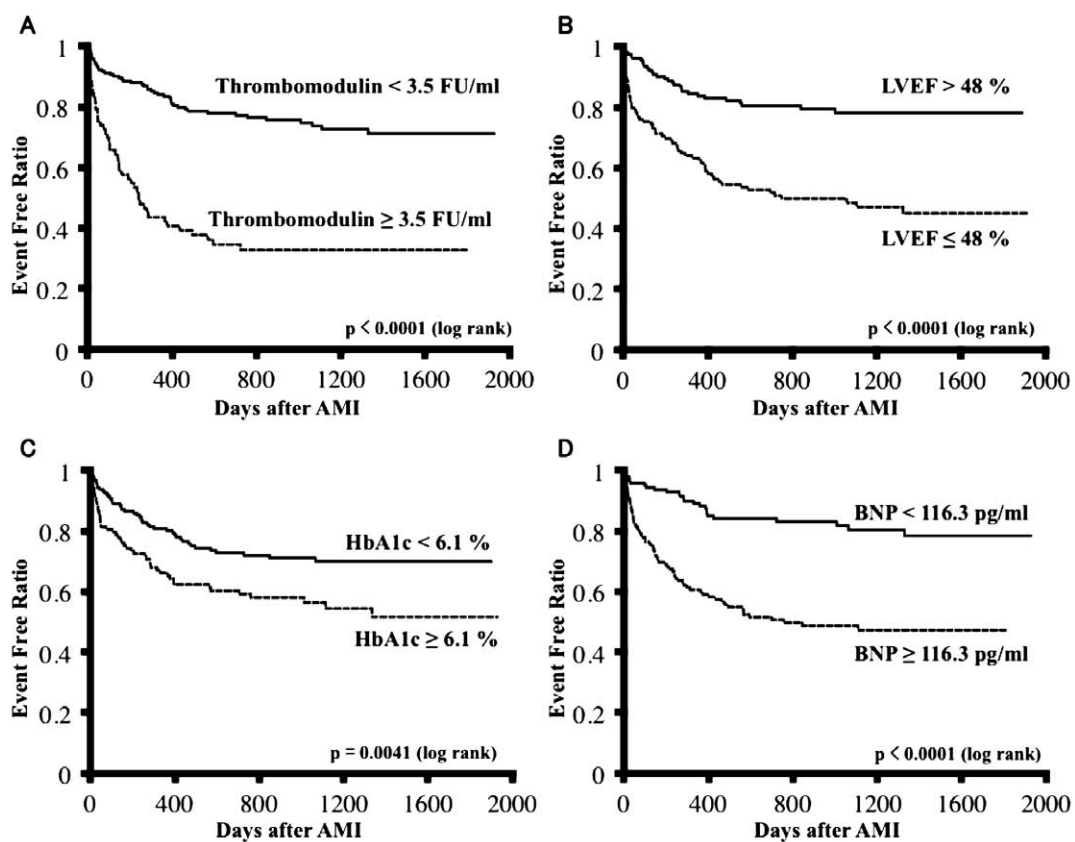 A
Event Free Ratio
1
0.8
0.6
0.4
0.2
0
Thrombomodulin < 3.5 FU/ml
Thrombomodulin ≥ 3.5 FU/ml
p < 0.0001 (log rank)
0 400 800 1200 1600 2000
Days after AMI
B
Event Free Ratio
1
0.8
0.6
0.4
0.2
0
LVEF > 48 %
LVEF ≤ 48 %
p < 0.0001 (log rank)
0 400 800 1200 1600 2000
Days after AMI
C
Event Free Ratio
1
0.8
0.6
0.4
0.2
0
HbA1c < 6.1 %
HbA1c ≥ 6.1 %
p = 0.0041 (log rank)
0 400 800 1200 1600 2000
Days after AMI
D
Event Free Ratio
1
0.8
0.6
0.4
0.2
0
BNP < 116.3 pg/ml
BNP ≥ 116.3 pg/ml
p < 0.0001 (log rank)
0 400 800 1200 1600 2000
Days after AMI